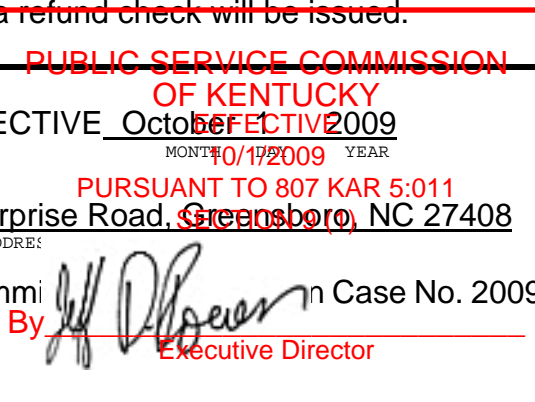 a refund check will be issued.
PUBLIC SERVICE COMMISSION
OF KENTUCKY
ECTIVE October 1 2009
EFFECTIVE
MONTH DAY YEAR
10/1/2009
PURSUANT TO 807 KAR 5:011
rprise Road, Greensboro, NC 27408
SECTION 9 (1)
DDRES
mmi n Case No. 2009
By
Executive Director